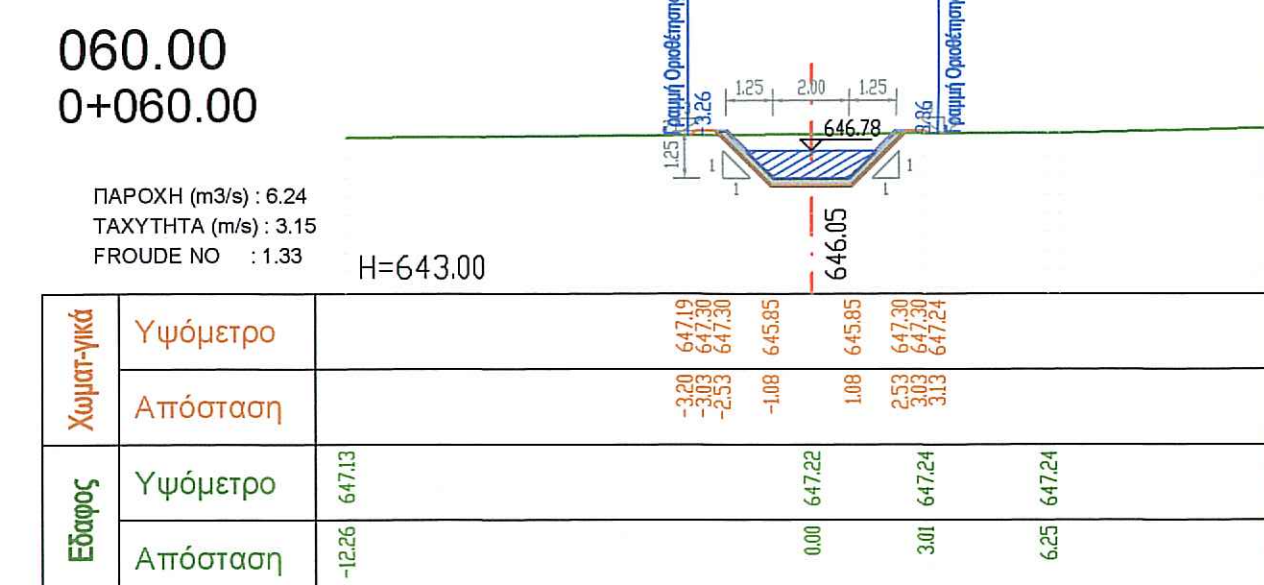 060.00
0+060.00
Γραμμή Οριοθέτησης
Γραμμή Οριοθέτησης
3.26
1.25
2.00
1.25
646.78
1.25
1
1
1
1
646.05
ΠΑΡΟΧΗ (m3/s) : 6.24
ΤΑΧΥΤΗΤΑ (m/s) : 3.15
FROUDE NO : 1.33
H=643.00
Χωματ-γικά
Υψόμετρο 647.19 647.30 647.30 645.85 645.85 647.30 647.30 647.24
Απόσταση -3.20 -3.03 -2.53 -1.08 1.08 2.53 3.03 3.13
Εδαφος
Υψόμετρο 647.13 647.22 647.24 647.24
Απόσταση -12.26 0.00 3.01 6.25